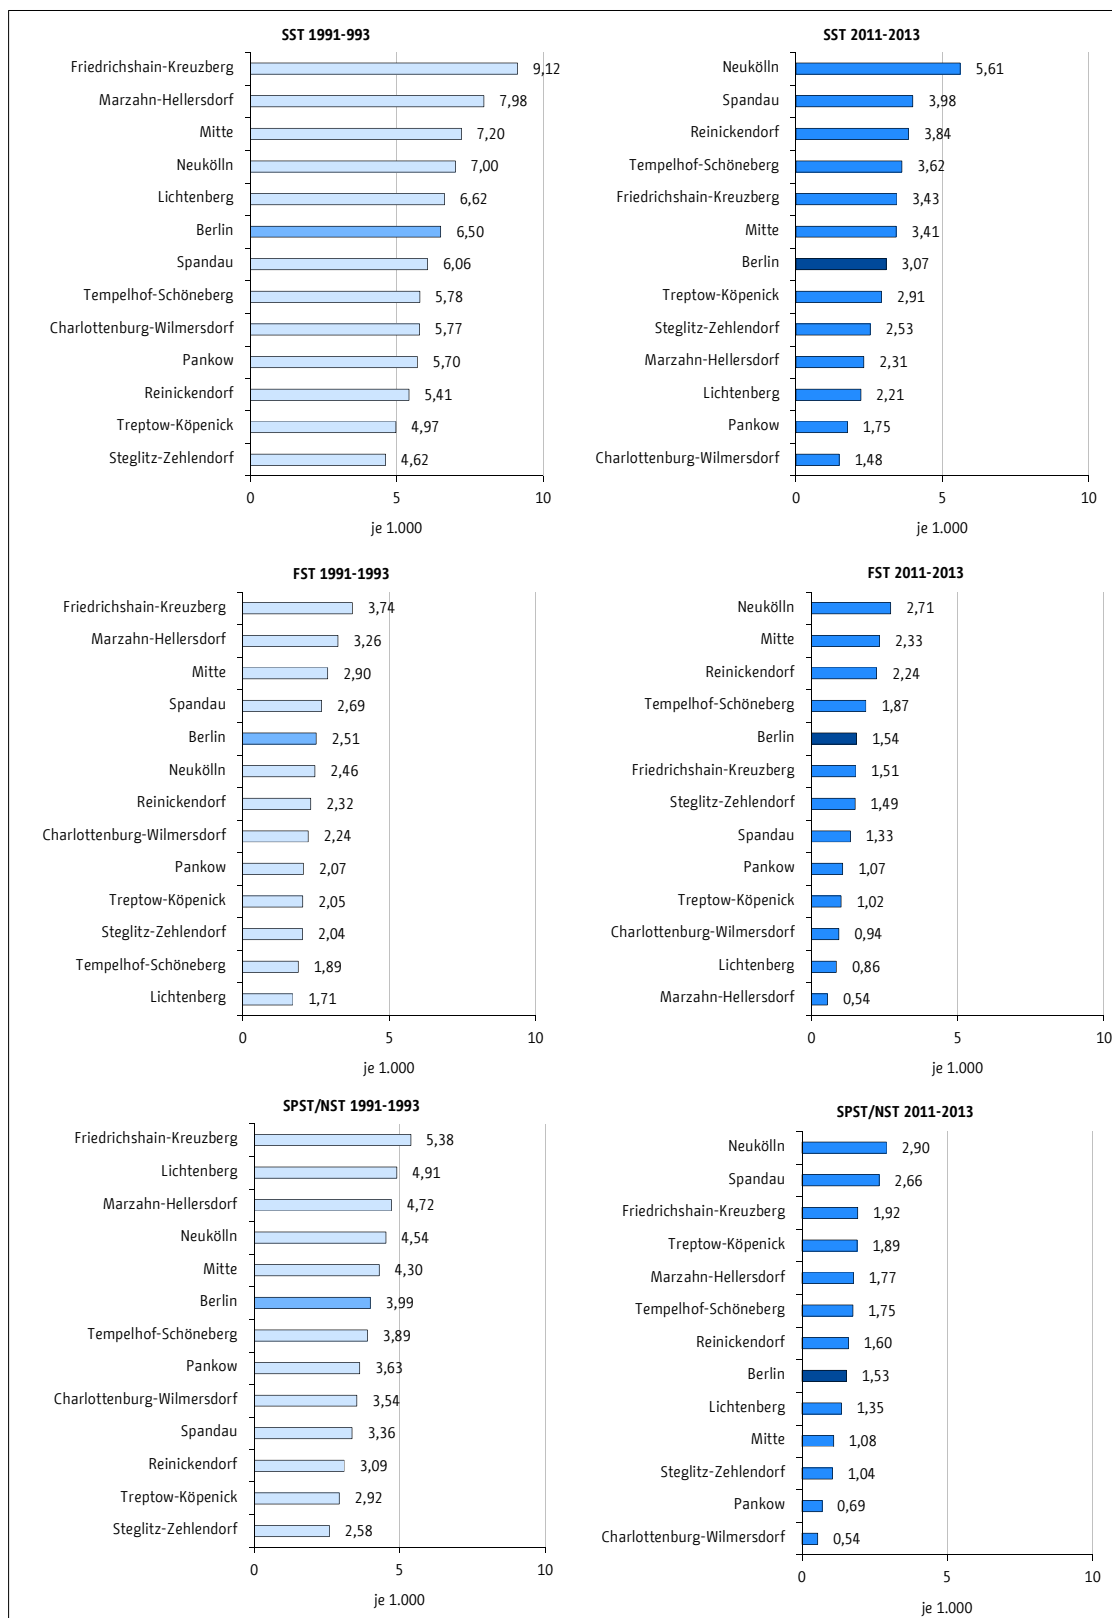 SST 1991-993
Friedrichshain-Kreuzberg 9,12
Marzahn-Hellersdorf 7,98
Mitte 7,20
Neukölln 7,00
Lichtenberg 6,62
Berlin 6,50
Spandau 6,06
Tempelhof-Schöneberg 5,78
Charlottenburg-Wilmersdorf 5,77
Pankow 5,70
Reinickendorf 5,41
Treptow-Köpenick 4,97
Steglitz-Zehlendorf 4,62
0 5 10
je 1.000
SST 2011-2013
Neukölln 5,61
Spandau 3,98
Reinickendorf 3,84
Tempelhof-Schöneberg 3,62
Friedrichshain-Kreuzberg 3,43
Mitte 3,41
Berlin 3,07
Treptow-Köpenick 2,91
Steglitz-Zehlendorf 2,53
Marzahn-Hellersdorf 2,31
Lichtenberg 2,21
Pankow 1,75
Charlottenburg-Wilmersdorf 1,48
0 5 10
je 1.000
FST 1991-1993
Friedrichshain-Kreuzberg 3,74
Marzahn-Hellersdorf 3,26
Mitte 2,90
Spandau 2,69
Berlin 2,51
Neukölln 2,46
Reinickendorf 2,32
Charlottenburg-Wilmersdorf 2,24
Pankow 2,07
Treptow-Köpenick 2,05
Steglitz-Zehlendorf 2,04
Tempelhof-Schöneberg 1,89
Lichtenberg 1,71
0 5 10
je 1.000
FST 2011-2013
Neukölln 2,71
Mitte 2,33
Reinickendorf 2,24
Tempelhof-Schöneberg 1,87
Berlin 1,54
Friedrichshain-Kreuzberg 1,51
Steglitz-Zehlendorf 1,49
Spandau 1,33
Pankow 1,07
Treptow-Köpenick 1,02
Charlottenburg-Wilmersdorf 0,94
Lichtenberg 0,86
Marzahn-Hellersdorf 0,54
0 5 10
je 1.000
SPST/NST 1991-1993
Friedrichshain-Kreuzberg 5,38
Lichtenberg 4,91
Marzahn-Hellersdorf 4,72
Neukölln 4,54
Mitte 4,30
Berlin 3,99
Tempelhof-Schöneberg 3,89
Pankow 3,63
Charlottenburg-Wilmersdorf 3,54
Spandau 3,36
Reinickendorf 3,09
Treptow-Köpenick 2,92
Steglitz-Zehlendorf 2,58
0 5 10
je 1.000
SPST/NST 2011-2013
Neukölln 2,90
Spandau 2,66
Friedrichshain-Kreuzberg 1,92
Treptow-Köpenick 1,89
Marzahn-Hellersdorf 1,77
Tempelhof-Schöneberg 1,75
Reinickendorf 1,60
Berlin 1,53
Lichtenberg 1,35
Mitte 1,08
Steglitz-Zehlendorf 1,04
Pankow 0,69
Charlottenburg-Wilmersdorf 0,54
0 5 10
je 1.000